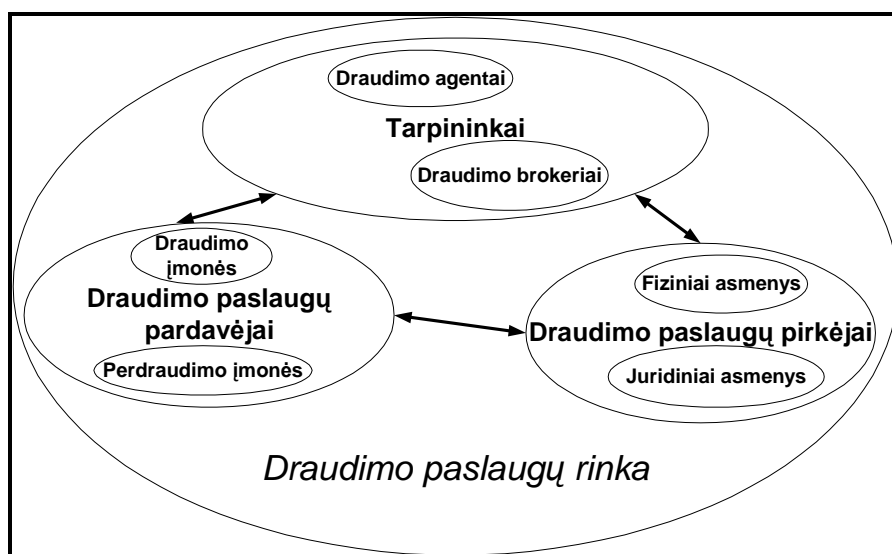 Draudimo agentai
Tarpininkai
Draudimo brokeriai
Draudimo
įmonės
Draudimo paslaugų
pardavėjai
Perdraudimo įmonės
Fiziniai asmenys
Draudimo paslaugų pirkėjai
Juridiniai asmenys
Draudimo paslaugų rinka